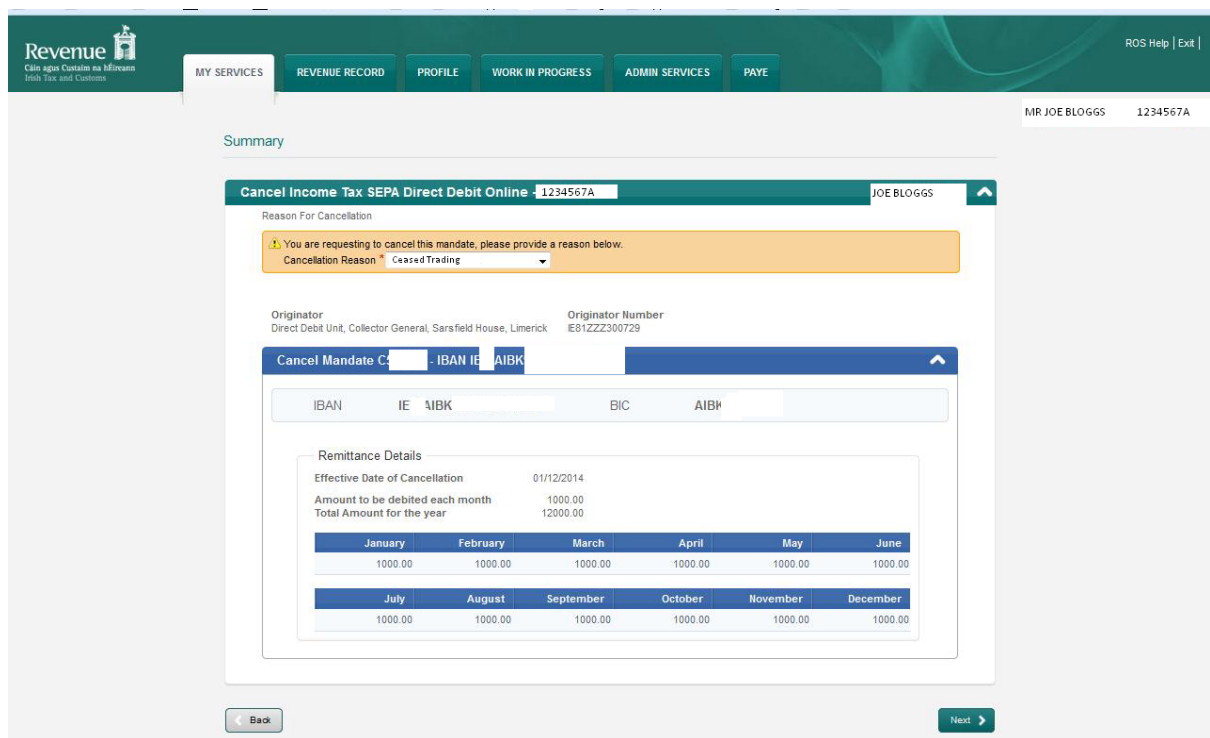 Revenue
Cáin agus Custaim na hÉireann
Irish Tax and Customs
MY SERVICES REVENUE RECORD PROFILE WORK IN PROGRESS ADMIN SERVICES PAYE
ROS Help | Exit |
MR JOE BLOGGS 1234567A
Summary
Cancel Income Tax SEPA Direct Debit Online - 1234567A JOE BLOGGS
Reason For Cancellation
You are requesting to cancel this mandate, please provide a reason below.
Cancellation Reason * Ceased Trading
Originator Originator Number
Direct Debit Unit, Collector General, Sarsfield House, Limerick IE81ZZZ300729
Cancel Mandate C - IBAN IE AIBK
IBAN IE AIBK BIC AIBK
Remittance Details
Effective Date of Cancellation 01/12/2014
Amount to be debited each month 1000.00
Total Amount for the year 12000.00
January February March April May June
1000.00 1000.00 1000.00 1000.00 1000.00 1000.00
July August September October November December
1000.00 1000.00 1000.00 1000.00 1000.00 1000.00
Back Next